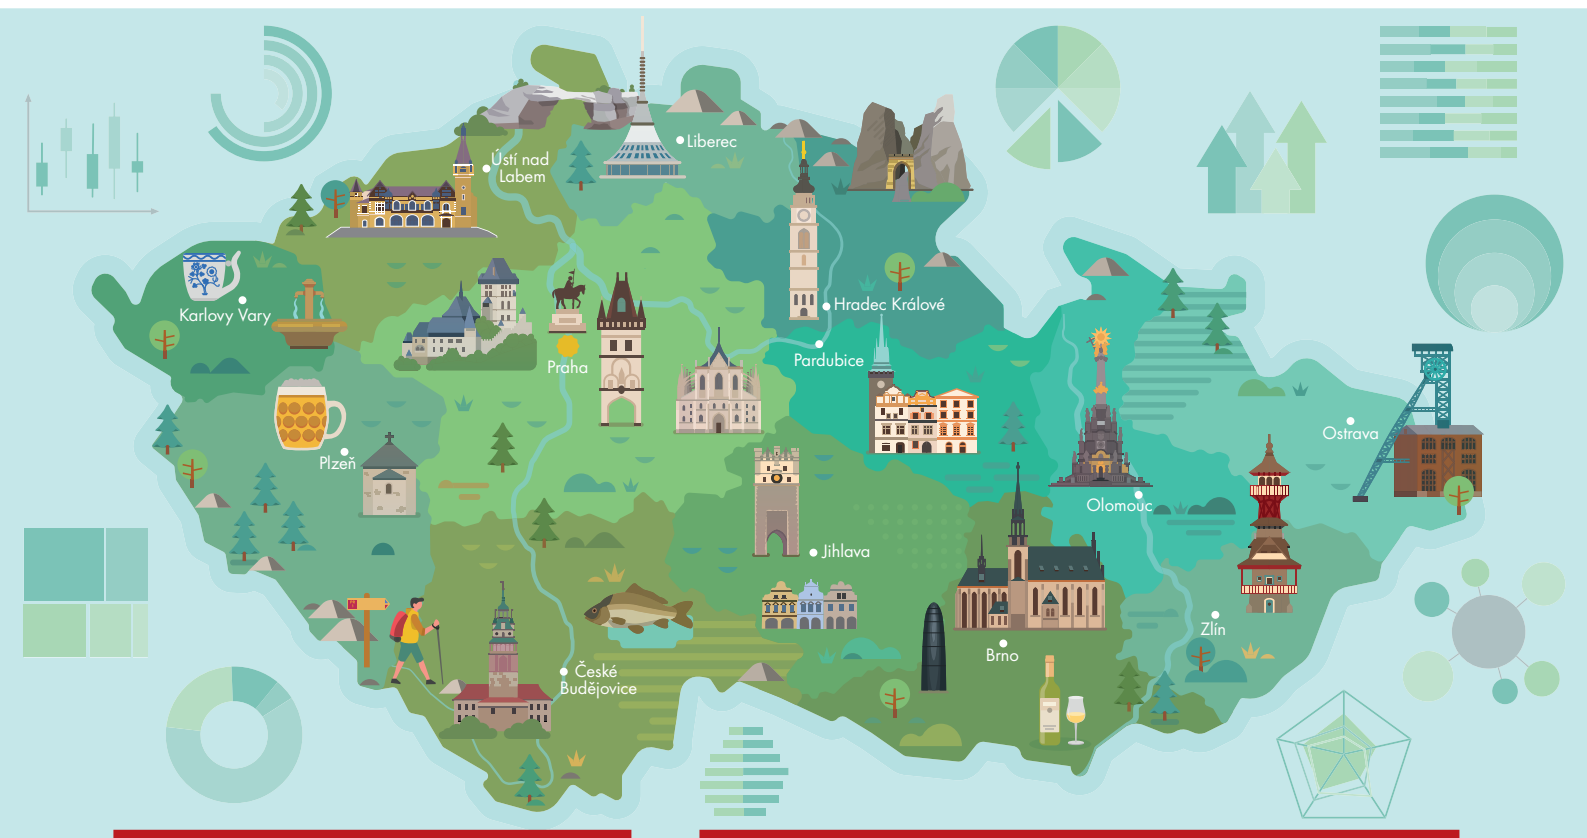 Liberec
Ústí nad
Labem
Karlovy Vary
Hradec Králové
Praha
Pardubice
Ostrava
Plzeň
Olomouc
Jihlava
Zlín
Brno
České
Budějovice